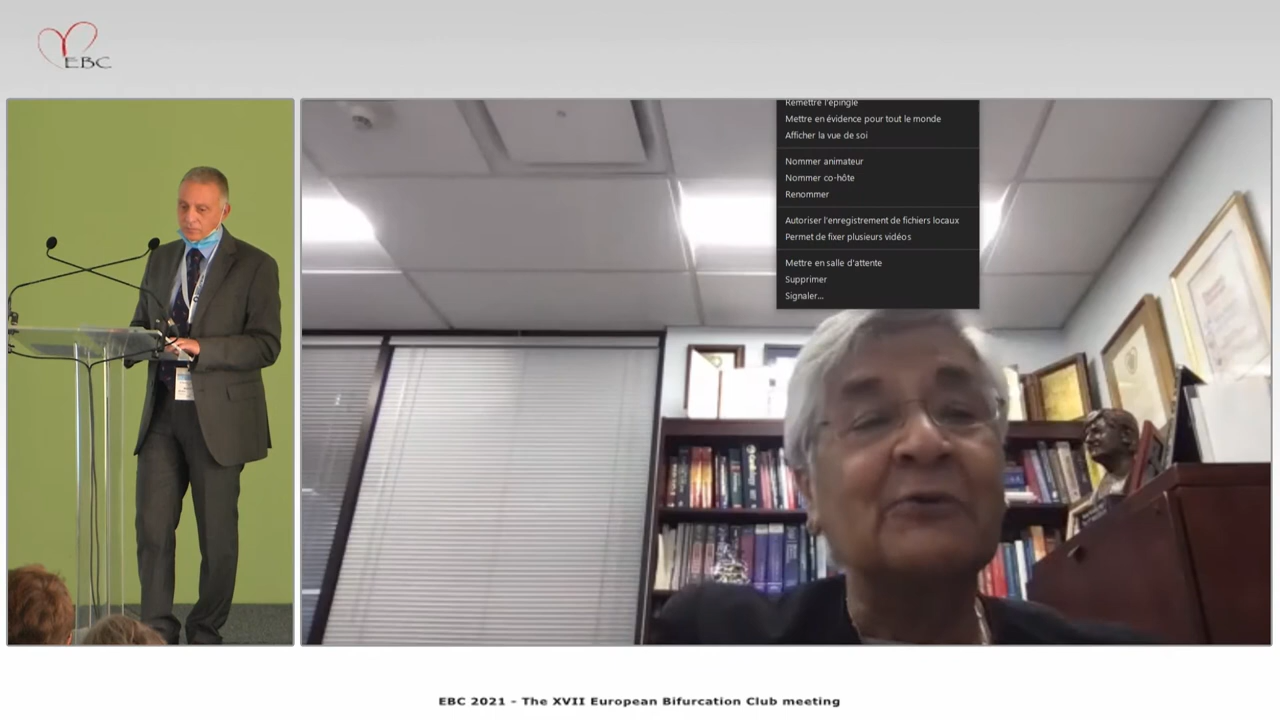 EBC
Remettre l'épingle
Mettre en évidence pour tout le monde
Afficher la vue de soi
Nommer animateur
Nommer co-hôte
Renommer
Autoriser l'enregistrement de fichiers locaux
Permet de fixer plusieurs vidéos
Mettre en salle d'attente
Supprimer
Signaler...
EBC 2021 - The XVII European Bifurcation Club meeting